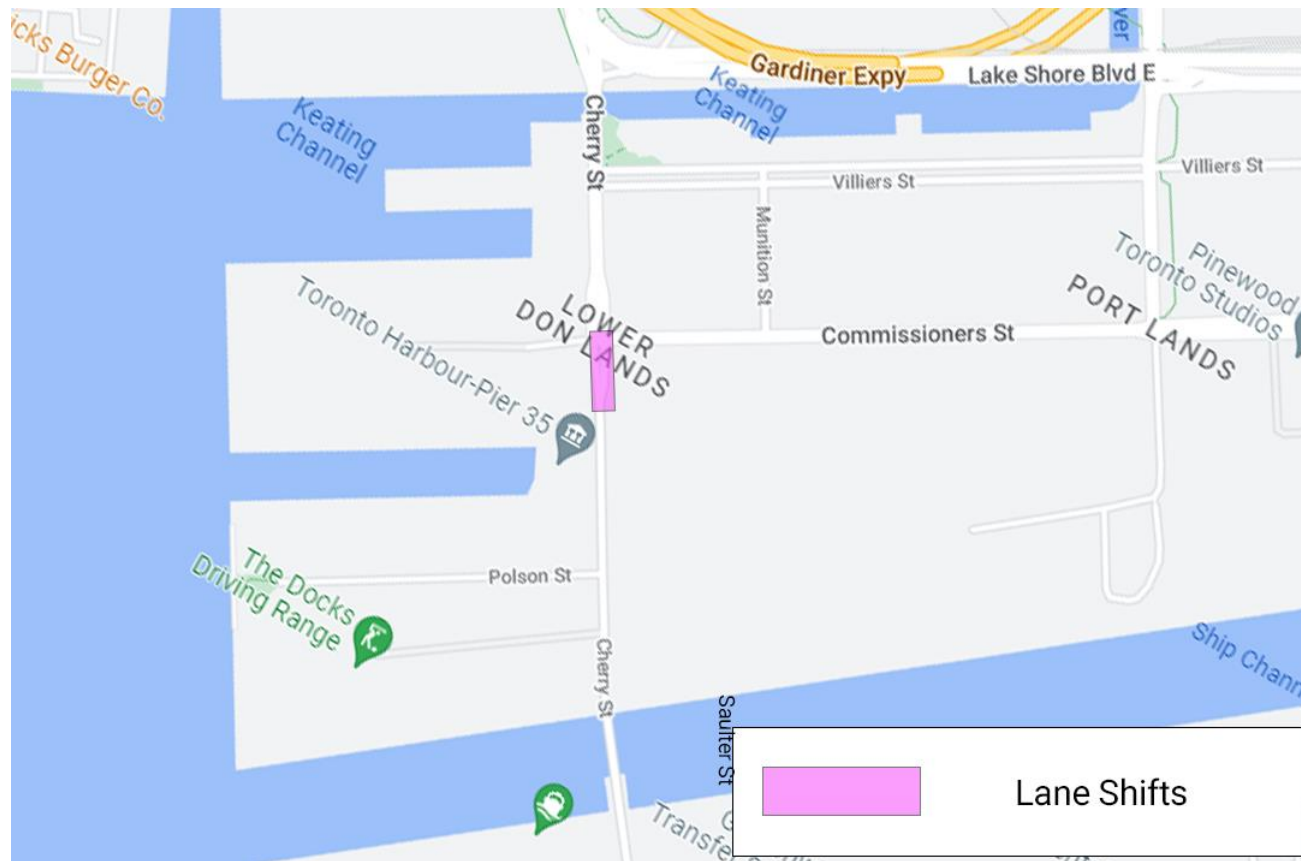 icks Burger Co.
Gardiner Expy
Lake Shore Blvd E
Keating
Channel
Keating
Channel
Cherry St
Villiers St
Villiers St
Munition St
Pinewood
Toronto Studios
PORT LANDS
LOWER
DON LANDS
Commissioners St
Toronto Harbour-Pier 35
The Docks
Driving Range
Polson St
Cherry St
Ship Chann
Saulter St
Transfe
Lane Shifts